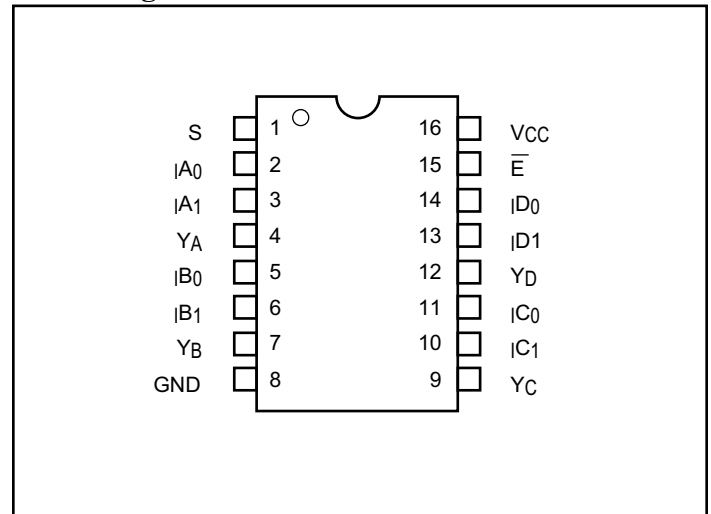 S 1 16 VCC
IA0 2 15 E̅
IA1 3 14 ID0
YA 4 13 ID1
IB0 5 12 YD
IB1 6 11 IC0
YB 7 10 IC1
GND 8 9 YC